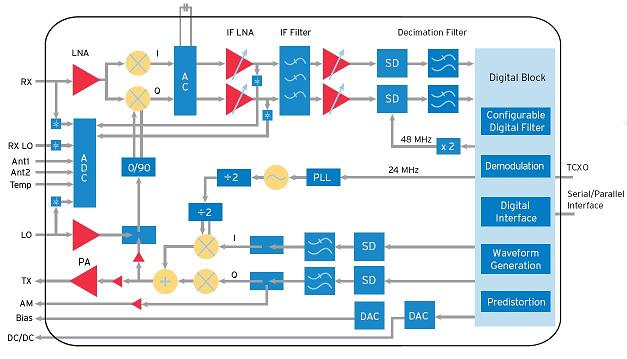 LNA
IF LNA
IF Filter
Decimation Filter
I
Q
RX
AC
SD
SD
Digital Block
Configurable
Digital Filter
RX LO
Ant1
Ant2
Temp
ADC
0/90
48 MHz
x 2
24 MHz
÷2
PLL
Demodulation
TCXO
÷2
Digital
Interface
Serial/Parallel
Interface
LO
I
SD
Waveform
Generation
PA
TX
Q
SD
AM
Predistortion
Bias
DAC
DAC
DC/DC